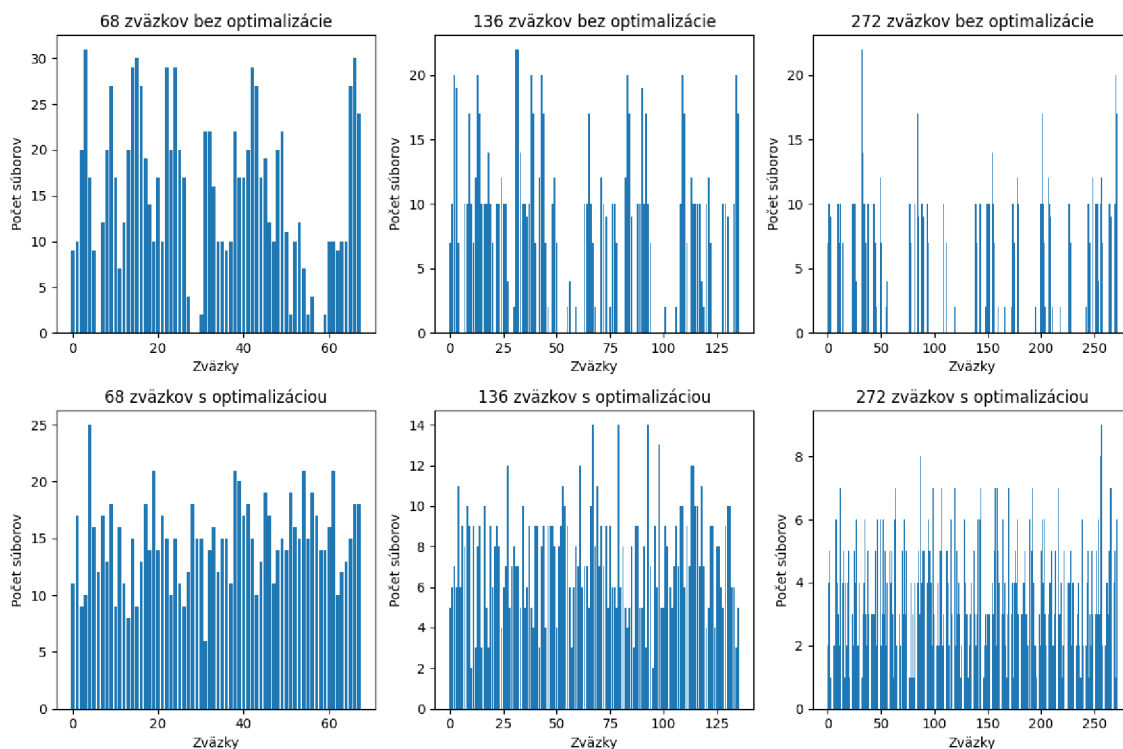 68 zväzkov bez optimalizácie
30
25
20
15
10
5
0
Počet súborov
0 20 40 60
Zväzky
136 zväzkov bez optimalizácie
20
15
10
5
0
Počet súborov
0 25 50 75 100 125
Zväzky
272 zväzkov bez optimalizácie
20
15
10
5
0
Počet súborov
0 50 100 150 200 250
Zväzky
68 zväzkov s optimalizáciou
25
20
15
10
5
0
Počet súborov
0 20 40 60
Zväzky
136 zväzkov s optimalizáciou
14
12
10
8
6
4
2
0
Počet súborov
0 25 50 75 100 125
Zväzky
272 zväzkov s optimalizáciou
8
6
4
2
0
Počet súborov
0 50 100 150 200 250
Zväzky